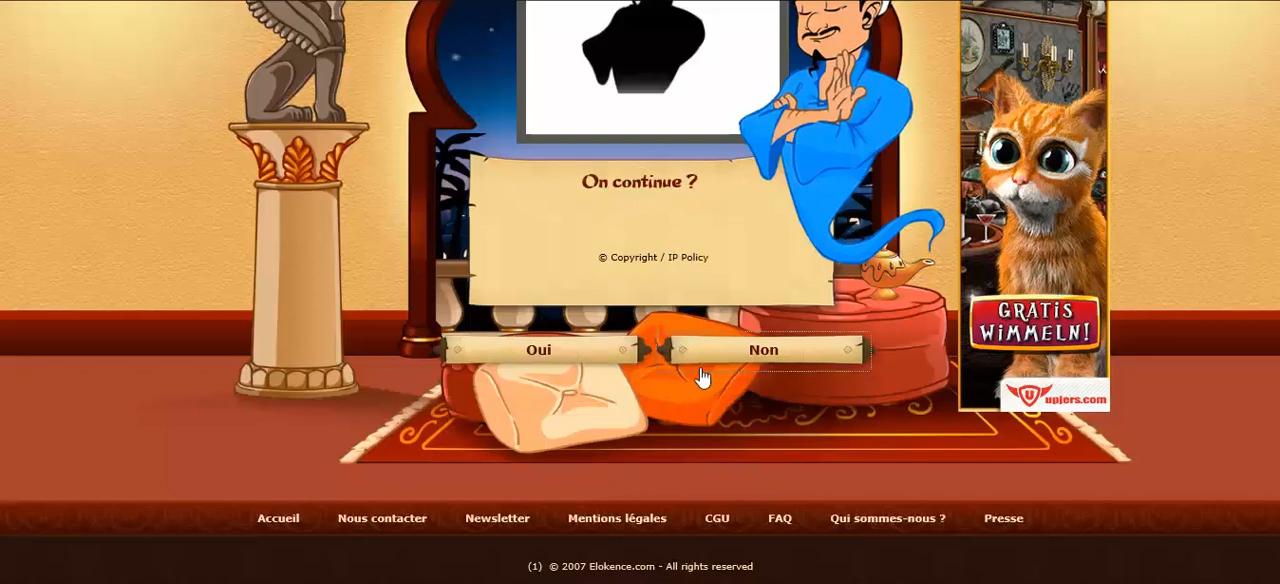 On continue ?
© Copyright / IP Policy
Oui
Non
GRATIS
WIMMELN!
U upjers.com
Accueil Nous contacter Newsletter Mentions légales CGU FAQ Qui sommes-nous ? Presse
(1) © 2007 Elokence.com - All rights reserved